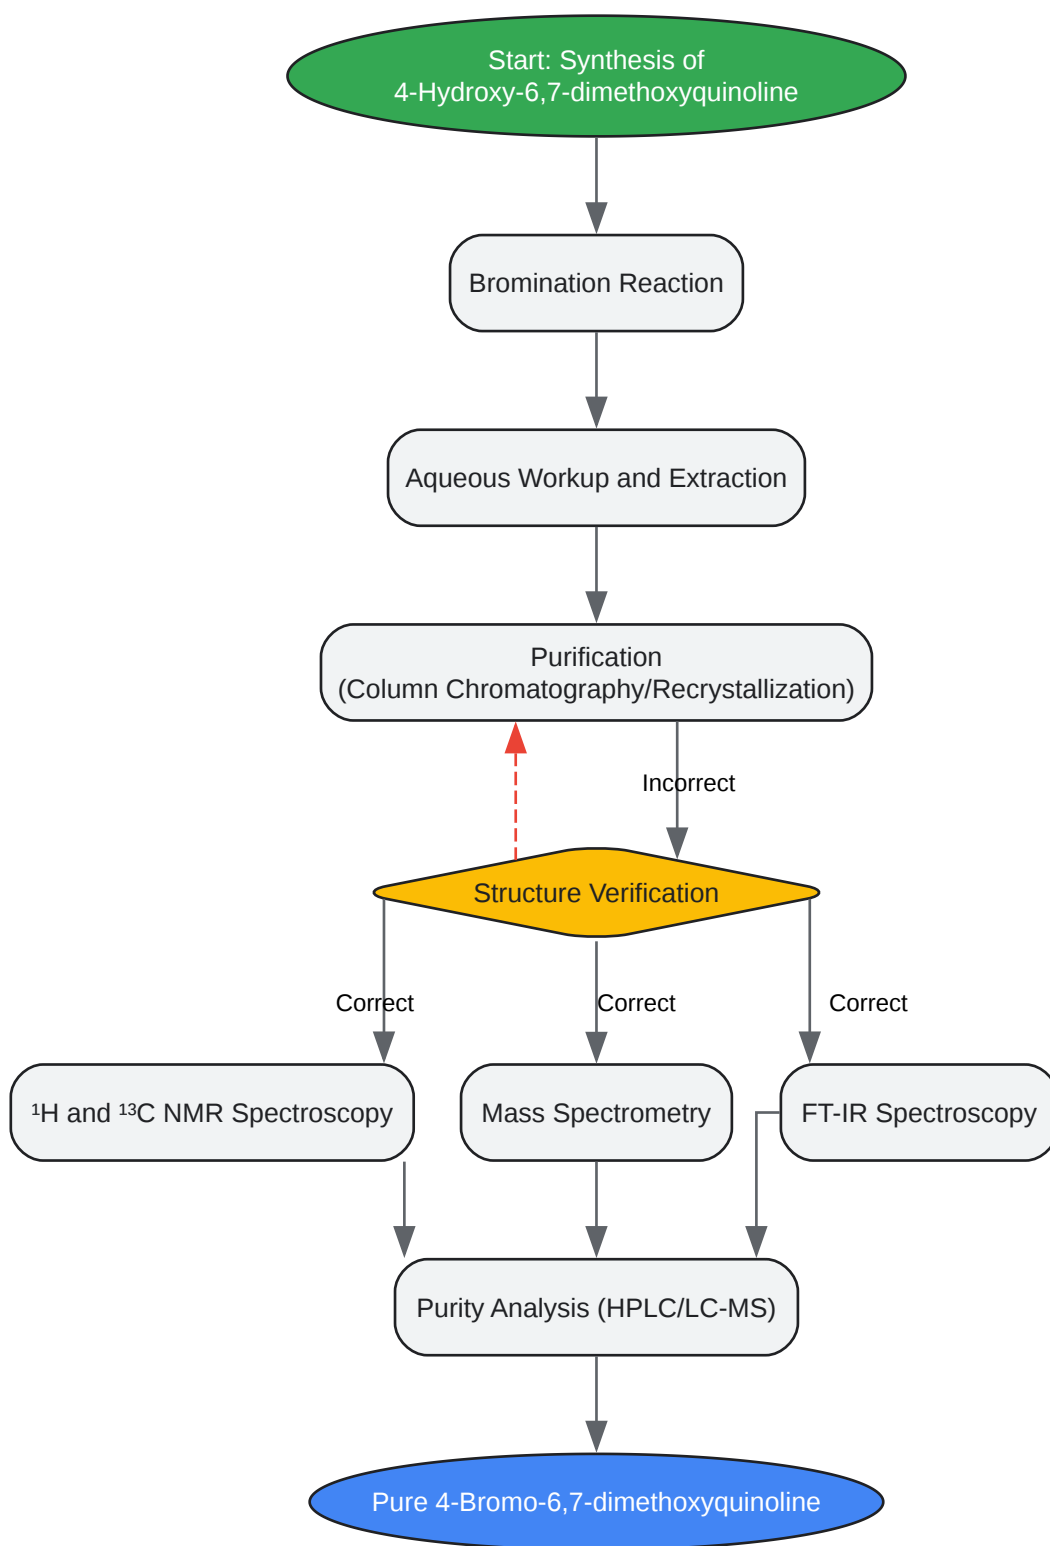 Start: Synthesis of
4-Hydroxy-6,7-dimethoxyquinoline
Bromination Reaction
Aqueous Workup and Extraction
Purification
(Column Chromatography/Recrystallization)
Incorrect
Structure Verification
Correct
Correct
Correct
¹H and ¹³C NMR Spectroscopy
Mass Spectrometry
FT-IR Spectroscopy
Purity Analysis (HPLC/LC-MS)
Pure 4-Bromo-6,7-dimethoxyquinoline